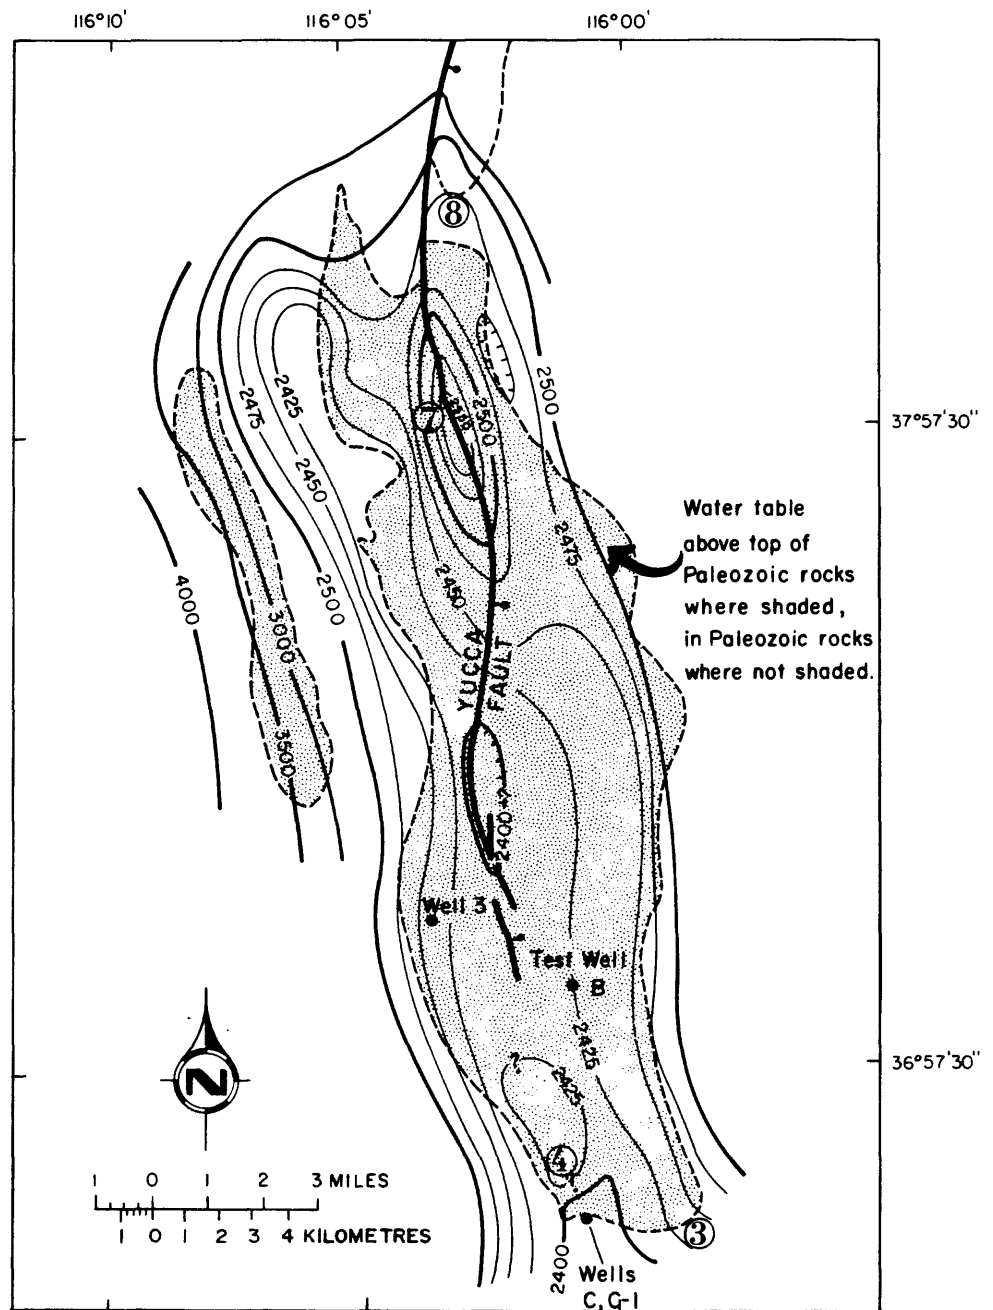 116°10' 116°05' 116°00'
8
2500
2475
2425
2450
2500
7
2500
37°57'30"
2475
Water table
above top of
Paleozoic rocks
where shaded,
in Paleozoic rocks
where not shaded.
4000
3000
3500
2450
YUCCA
FAULT
2400±?
Well 3
Test Well
B
2425
?
2425
36°57'30"
N
4
3
1 0 1 2 3 MILES
1 0 1 2 3 4 KILOMETRES
2400
Wells
C, C-1